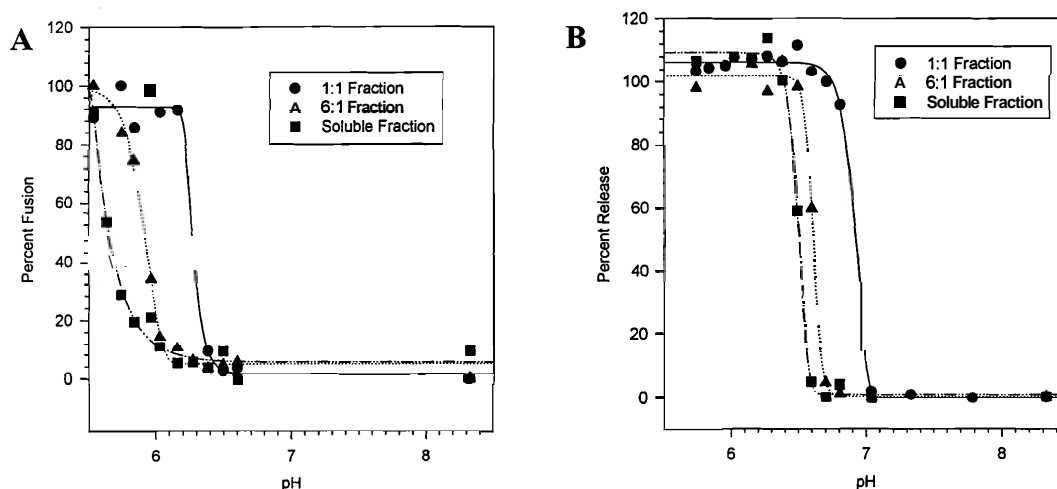 A
120
100
80
60
40
20
0
Percent Fusion
1:1 Fraction
6:1 Fraction
Soluble Fraction
6
7
8
pH
B
120
100
80
60
40
20
0
Percent Release
1:1 Fraction
6:1 Fraction
Soluble Fraction
6
7
8
pH